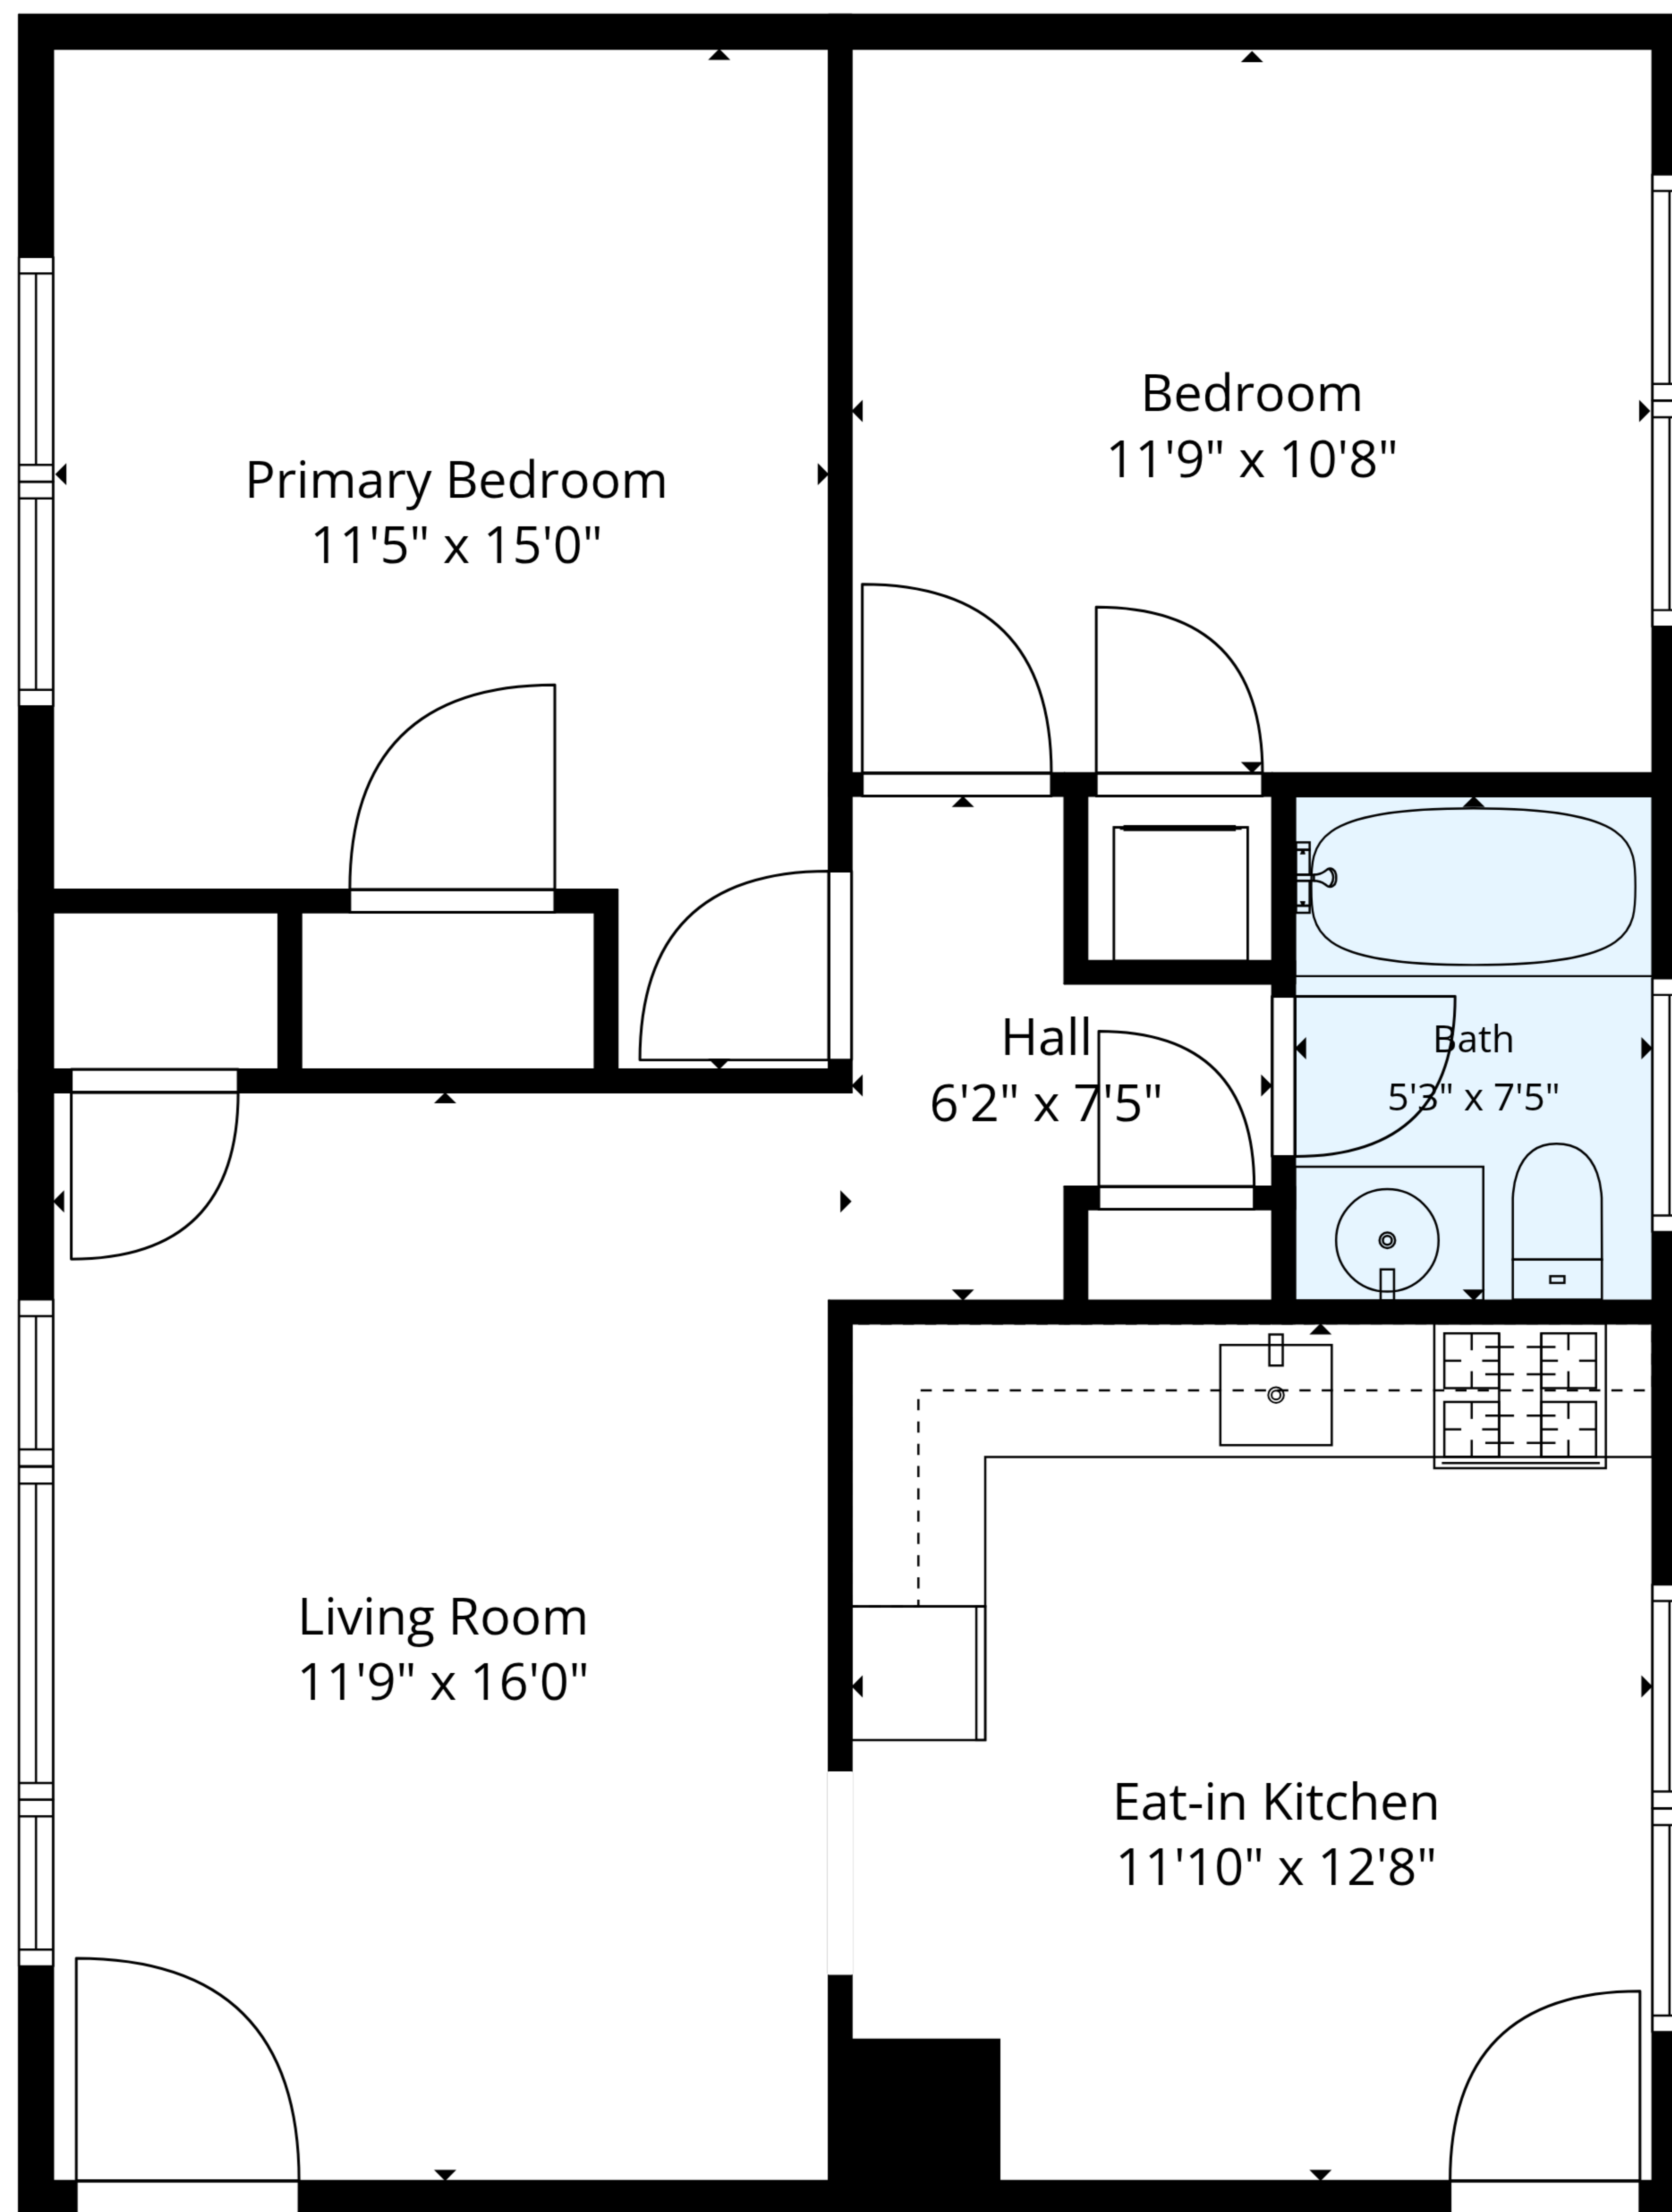 Bedroom
11'9" x 10'8"
Primary Bedroom
11'5" x 15'0"
Hall
6'2" x 7'5"
Bath
5'3" x 7'5"
Living Room
11'9" x 16'0"
Eat-in Kitchen
11'10" x 12'8"